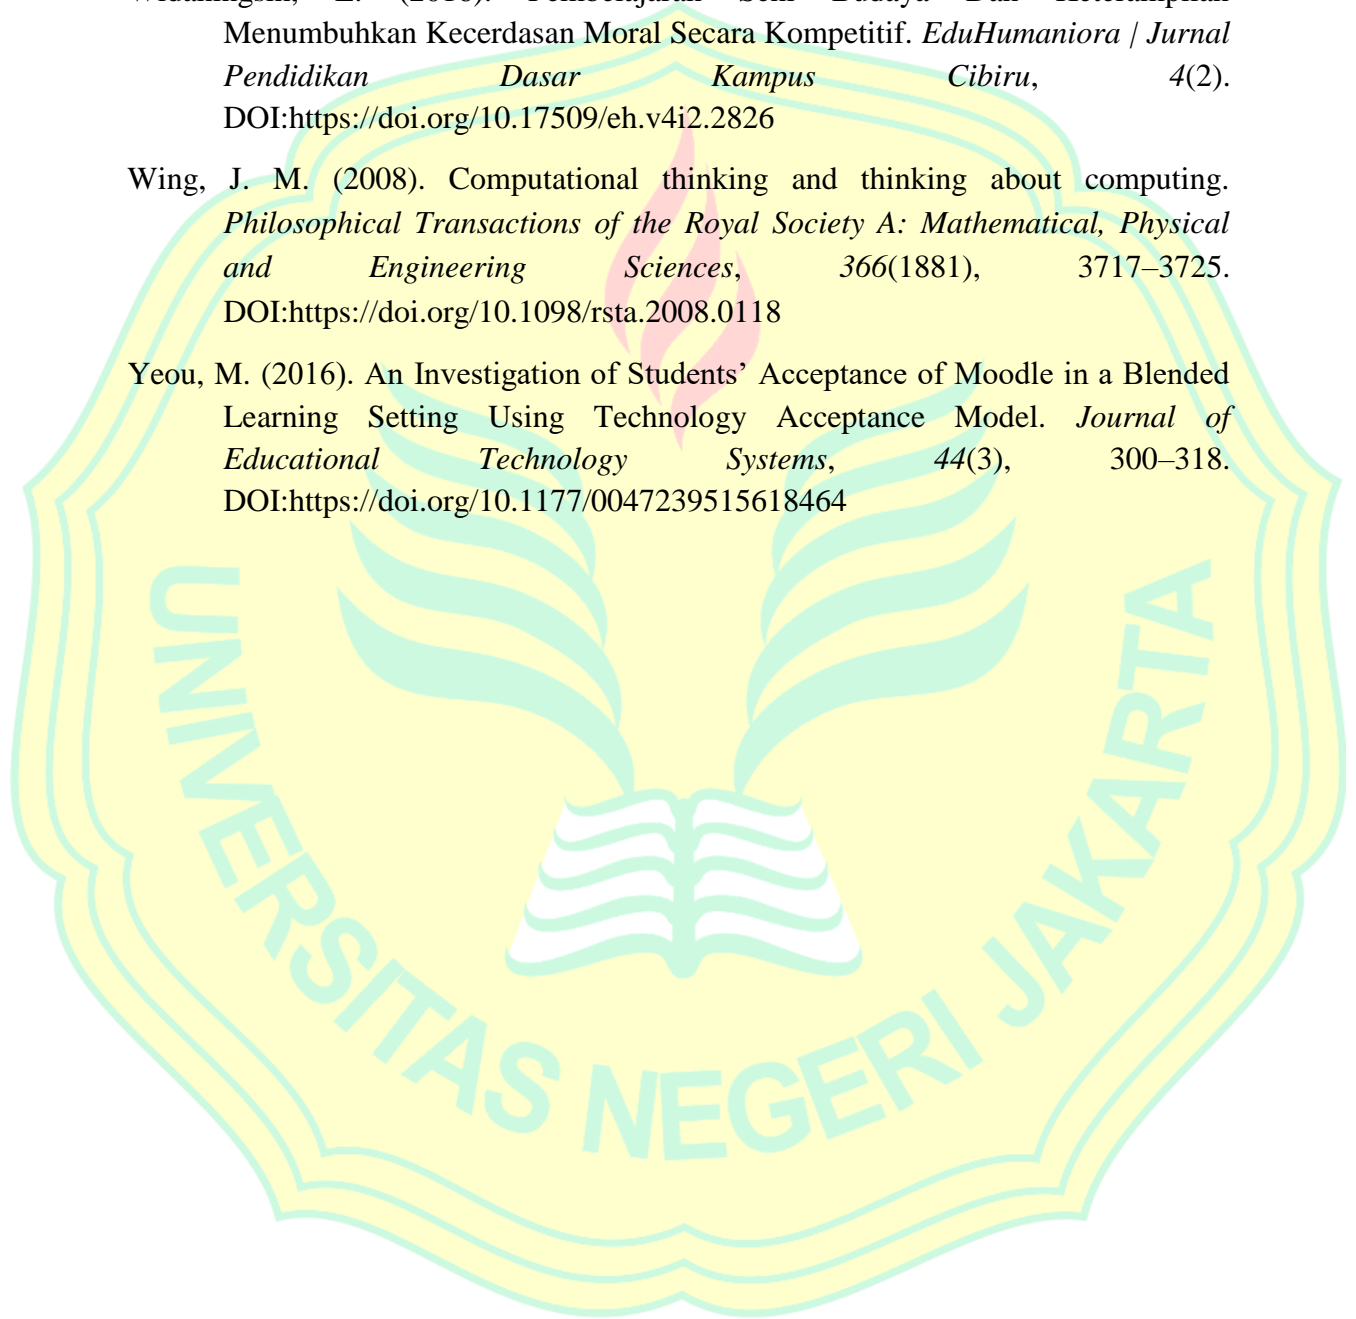 Menumbuhkan Kecerdasan Moral Secara Kompetitif. EduHumaniora | Jurnal
Pendidikan Dasar Kampus Cibiru, 4(2).
DOI:https://doi.org/10.17509/eh.v4i2.2826
Wing, J. M. (2008). Computational thinking and thinking about computing.
Philosophical Transactions of the Royal Society A: Mathematical, Physical
and Engineering Sciences, 366(1881), 3717–3725.
DOI:https://doi.org/10.1098/rsta.2008.0118
Yeou, M. (2016). An Investigation of Students’ Acceptance of Moodle in a Blended
Learning Setting Using Technology Acceptance Model. Journal of
Educational Technology Systems, 44(3), 300–318.
DOI:https://doi.org/10.1177/0047239515618464
UNIVERSITAS NEGERI JAKARTA